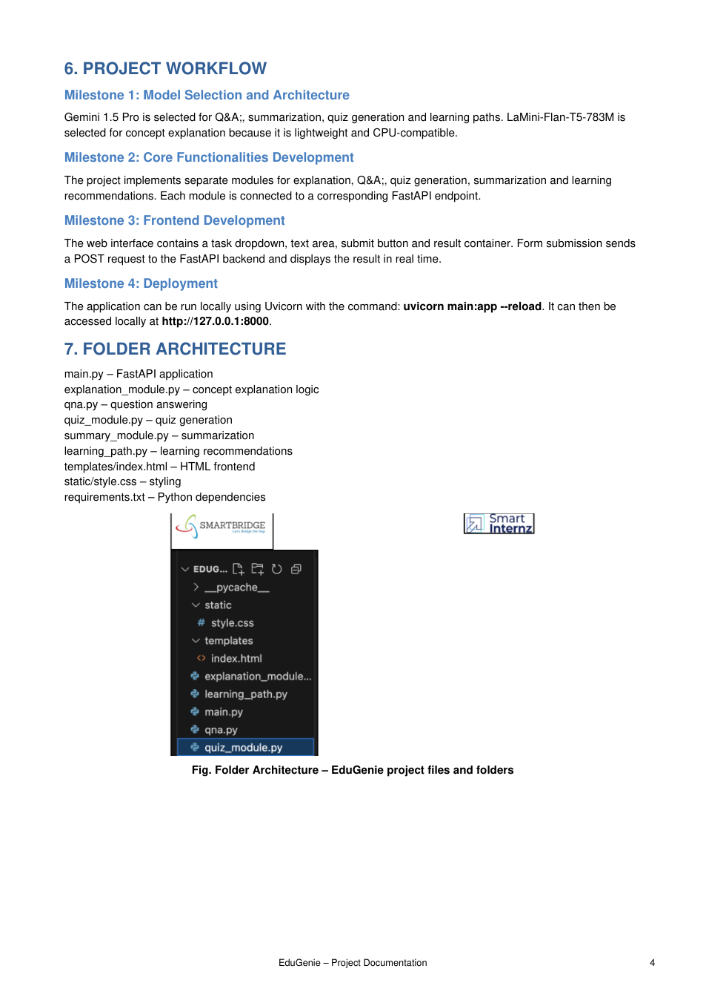 6. PROJECT WORKFLOW
Milestone 1: Model Selection and Architecture
Gemini 1.5 Pro is selected for Q&A;, summarization, quiz generation and learning paths. LaMini-Flan-T5-783M is
selected for concept explanation because it is lightweight and CPU-compatible.
Milestone 2: Core Functionalities Development
The project implements separate modules for explanation, Q&A;, quiz generation, summarization and learning
recommendations. Each module is connected to a corresponding FastAPI endpoint.
Milestone 3: Frontend Development
The web interface contains a task dropdown, text area, submit button and result container. Form submission sends
a POST request to the FastAPI backend and displays the result in real time.
Milestone 4: Deployment
The application can be run locally using Uvicorn with the command: uvicorn main:app --reload. It can then be
accessed locally at http://127.0.0.1:8000.
7. FOLDER ARCHITECTURE
main.py – FastAPI application
explanation_module.py – concept explanation logic
qna.py – question answering
quiz_module.py – quiz generation
summary_module.py – summarization
learning_path.py – learning recommendations
templates/index.html – HTML frontend
static/style.css – styling
requirements.txt – Python dependencies
SMARTBRIDGE
Let's Bridge the Gap
Smart
Internz
EDUG...
__pycache__
static
# style.css
templates
<> index.html
explanation_module...
learning_path.py
main.py
qna.py
quiz_module.py
Fig. Folder Architecture – EduGenie project files and folders
EduGenie – Project Documentation
4